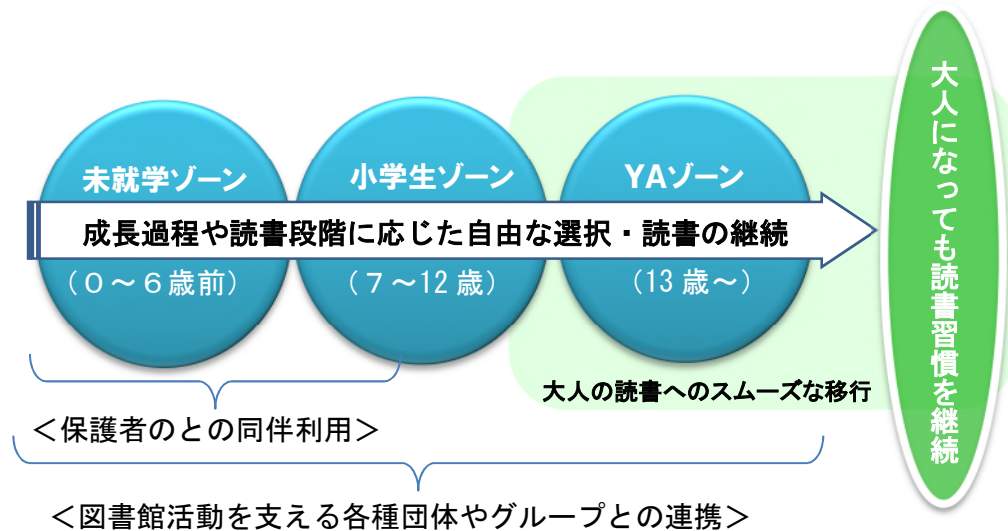 未就学ゾーン
小学生ゾーン
YAゾーン
成長過程や読書段階に応じた自由な選択・読書の継続
（０～６歳前）
（７～12歳）
（13歳～）
大人になっても読書習慣を継続
大人の読書へのスムーズな移行
＜保護者のとの同伴利用＞
＜図書館活動を支える各種団体やグループとの連携＞